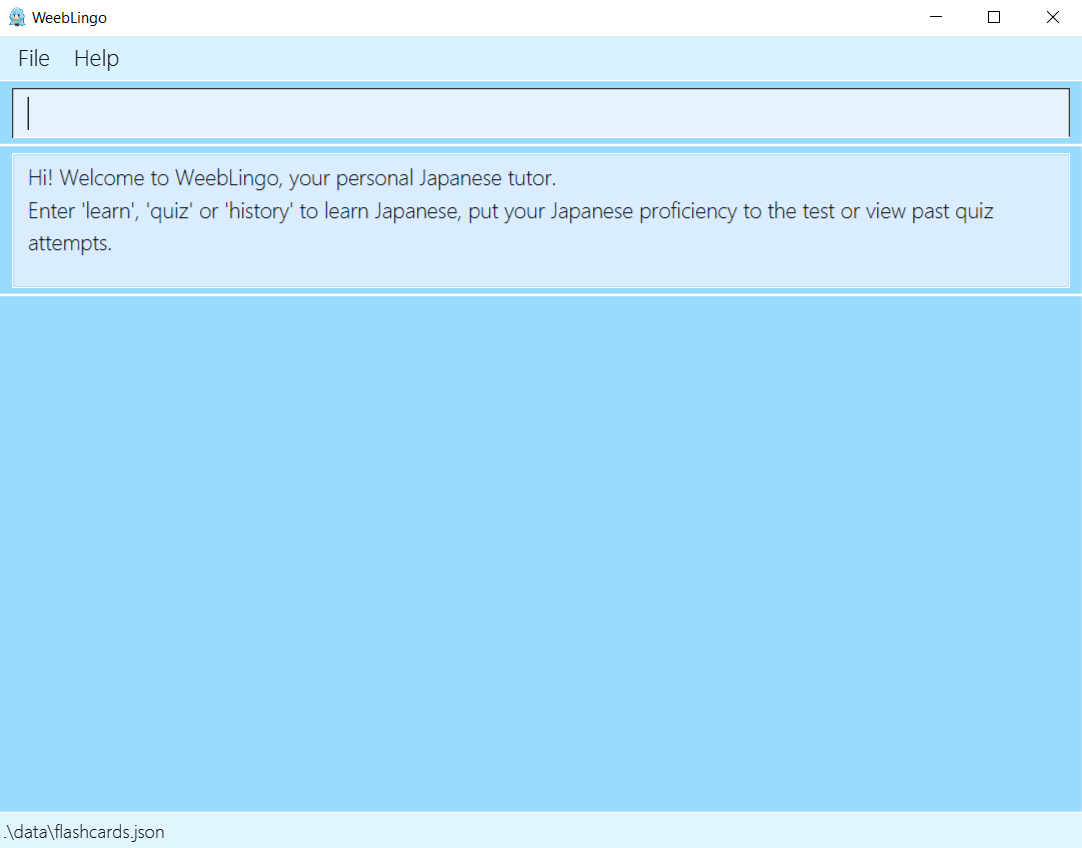 WeebLingo
File Help
Hi! Welcome to WeebLingo, your personal Japanese tutor.
Enter 'learn', 'quiz' or 'history' to learn Japanese, put your Japanese proficiency to the test or view past quiz
attempts.
.\data\flashcards.json